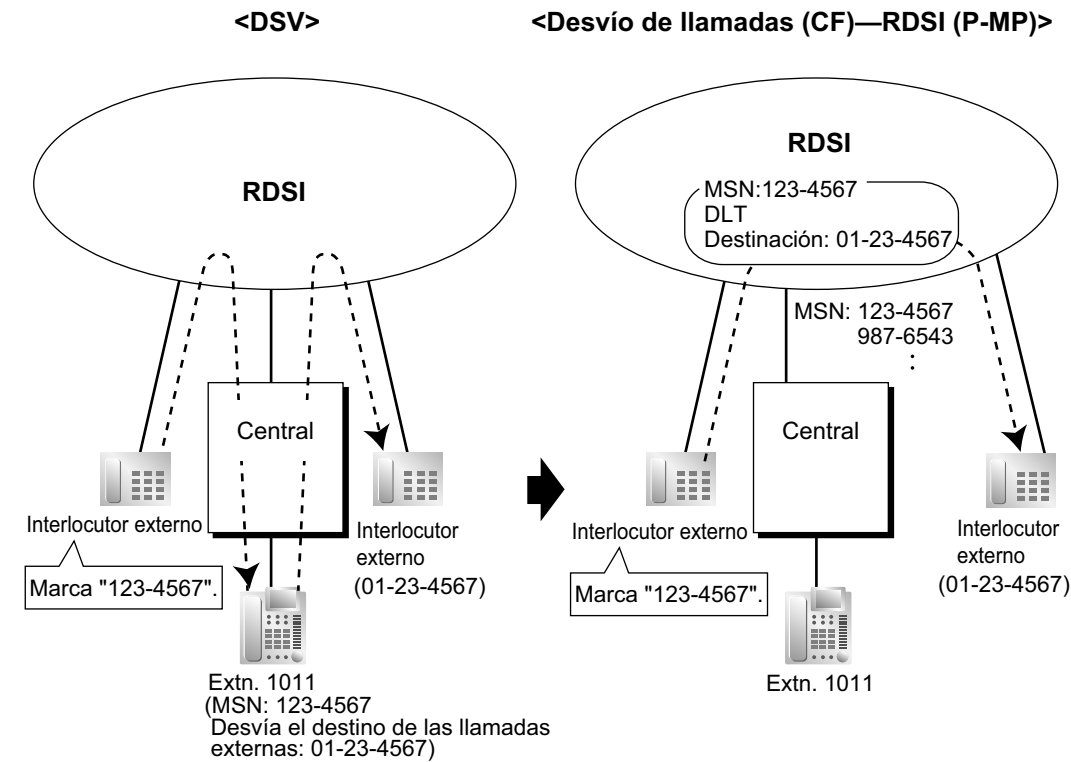 <DSV>
<Desvío de llamadas (CF)—RDSI (P-MP)>
RDSI
Central
Interlocutor externo
Marca "123-4567".
Interlocutor
externo
(01-23-4567)
Extn. 1011
(MSN: 123-4567
Desvía el destino de las llamadas
externas: 01-23-4567)
RDSI
MSN:123-4567
DLT
Destinación: 01-23-4567
MSN: 123-4567
987-6543
:
Central
Interlocutor externo
Marca "123-4567".
Interlocutor
externo
(01-23-4567)
Extn. 1011